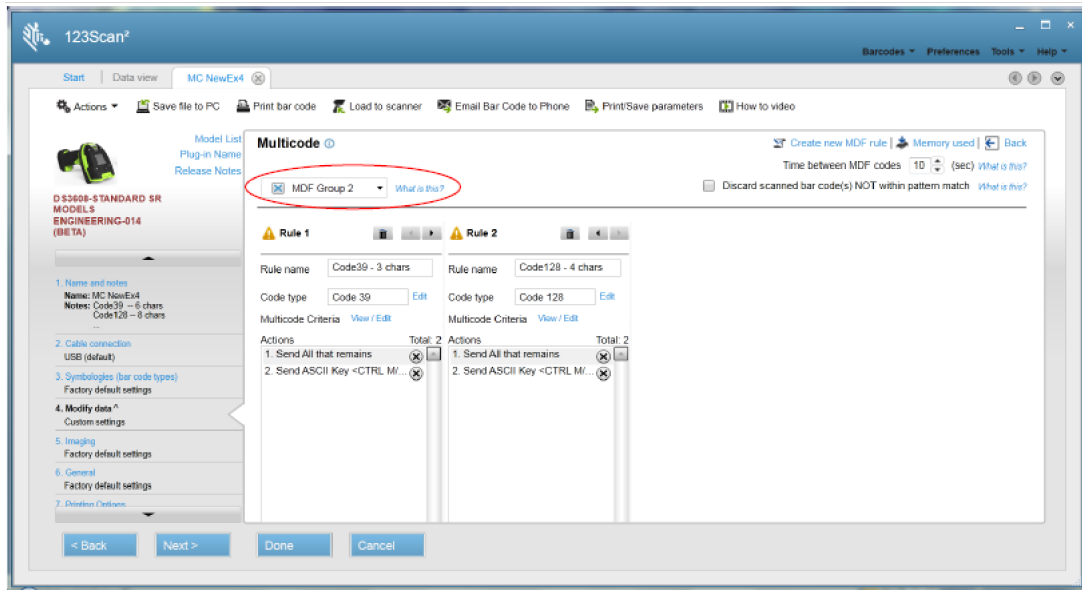 123Scan²
Barcodes Preferences Tools Help
Start Data view MC NewEx4
Actions Save file to PC Print bar code Load to scanner Email Bar Code to Phone Print/Save parameters How to video
Model List
Plug-in Name
Release Notes
DS3608-STANDARD SR
MODELS
ENGINEERING-014
(BETA)
1. Name and notes
Name: MC NewEx4
Notes: Code39 -- 6 chars
Code128 -- 8 chars
...
2. Cable connection
USB (default)
3. Symbologies (bar code types)
Factory default settings
4. Modify data ^
Custom settings
5. Imaging
Factory default settings
6. General
Factory default settings
7. Printing Options
Multicode
Create new MDF rule | Memory used | Back
Time between MDF codes 10 (sec) What is this?
MDF Group 2 What is this?
Discard scanned bar code(s) NOT within pattern match What is this?
Rule 1
Rule name Code39 - 3 chars
Code type Code 39 Edit
Multicode Criteria View / Edit
Actions Total: 2
1. Send All that remains
2. Send ASCII Key <CTRL M/...
Rule 2
Rule name Code128 - 4 chars
Code type Code 128 Edit
Multicode Criteria View / Edit
Actions Total: 2
1. Send All that remains
2. Send ASCII Key <CTRL M/...
< Back Next > Done Cancel